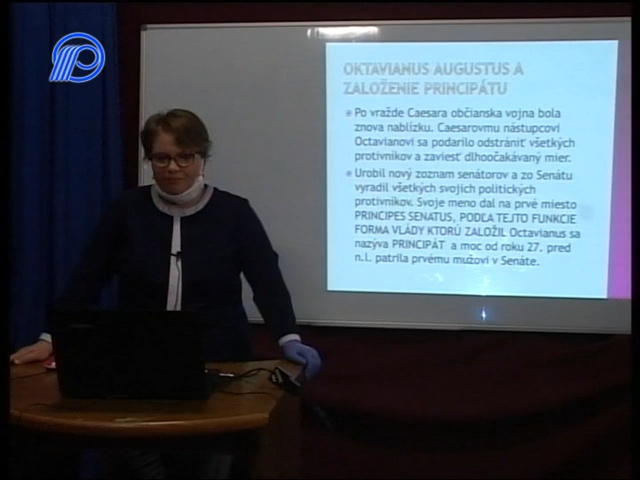 OKTAVIANUS AUGUSTUS A
ZALOŽENIE PRINCIPÁTU
Po vražde Caesara občianska vojna bola
znova nablízku. Caesarovmu nástupcovi
Octavianovi sa podarilo odstrániť všetkých
protivníkov a zaviesť dlhoočakávaný mier.
Urobil nový zoznam senátorov a zo Senátu
vyradil všetkých svojich politických
protivníkov. Svoje meno dal na prvé miesto
PRINCIPES SENATUS, PODĽA TEJTO FUNKCIE
FORMA VLÁDY KTORÚ ZALOŽIL Octavianus sa
nazýva PRINCIPÁT a moc od roku 27. pred
n.l. patrila prvému mužovi v Senáte.